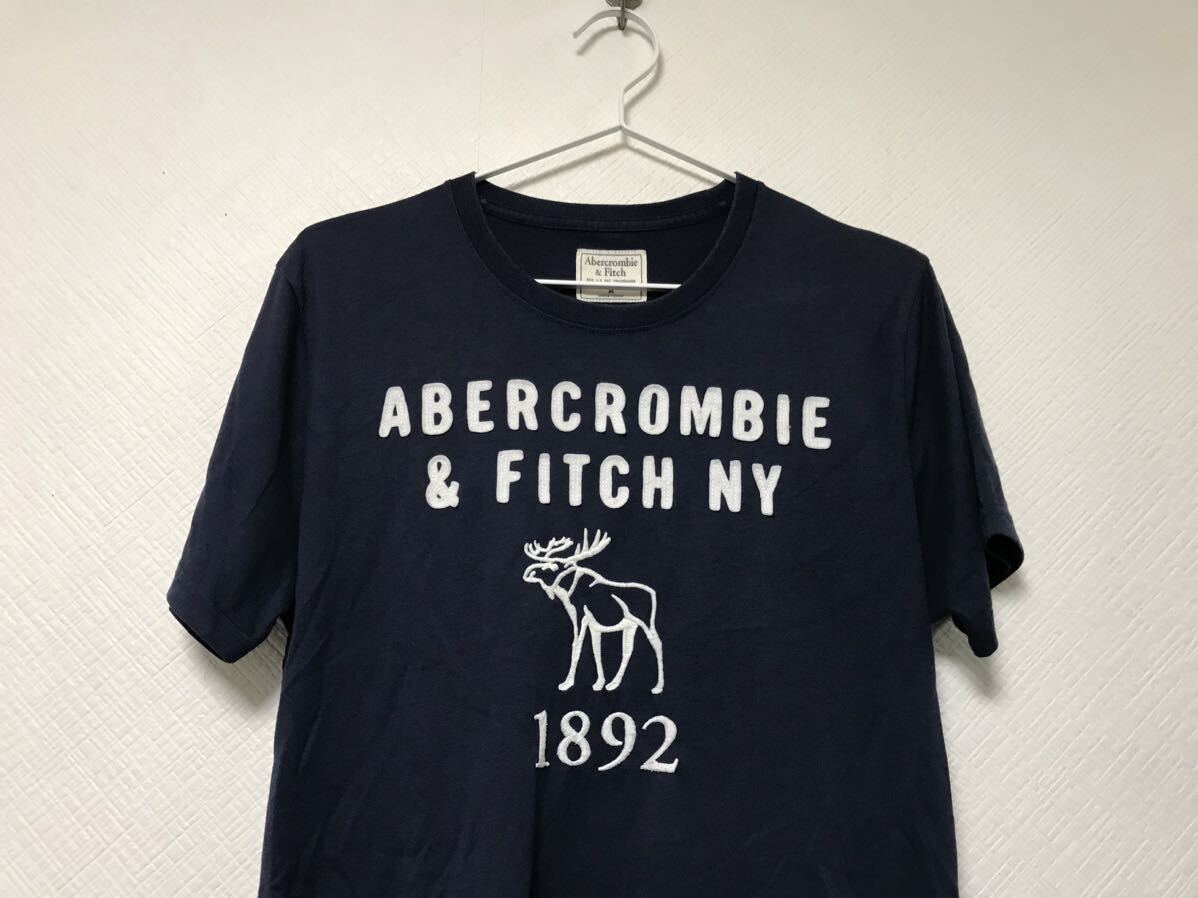 Abercrombie
& Fitch
ABERCROMBIE
& FITCH NY
1892